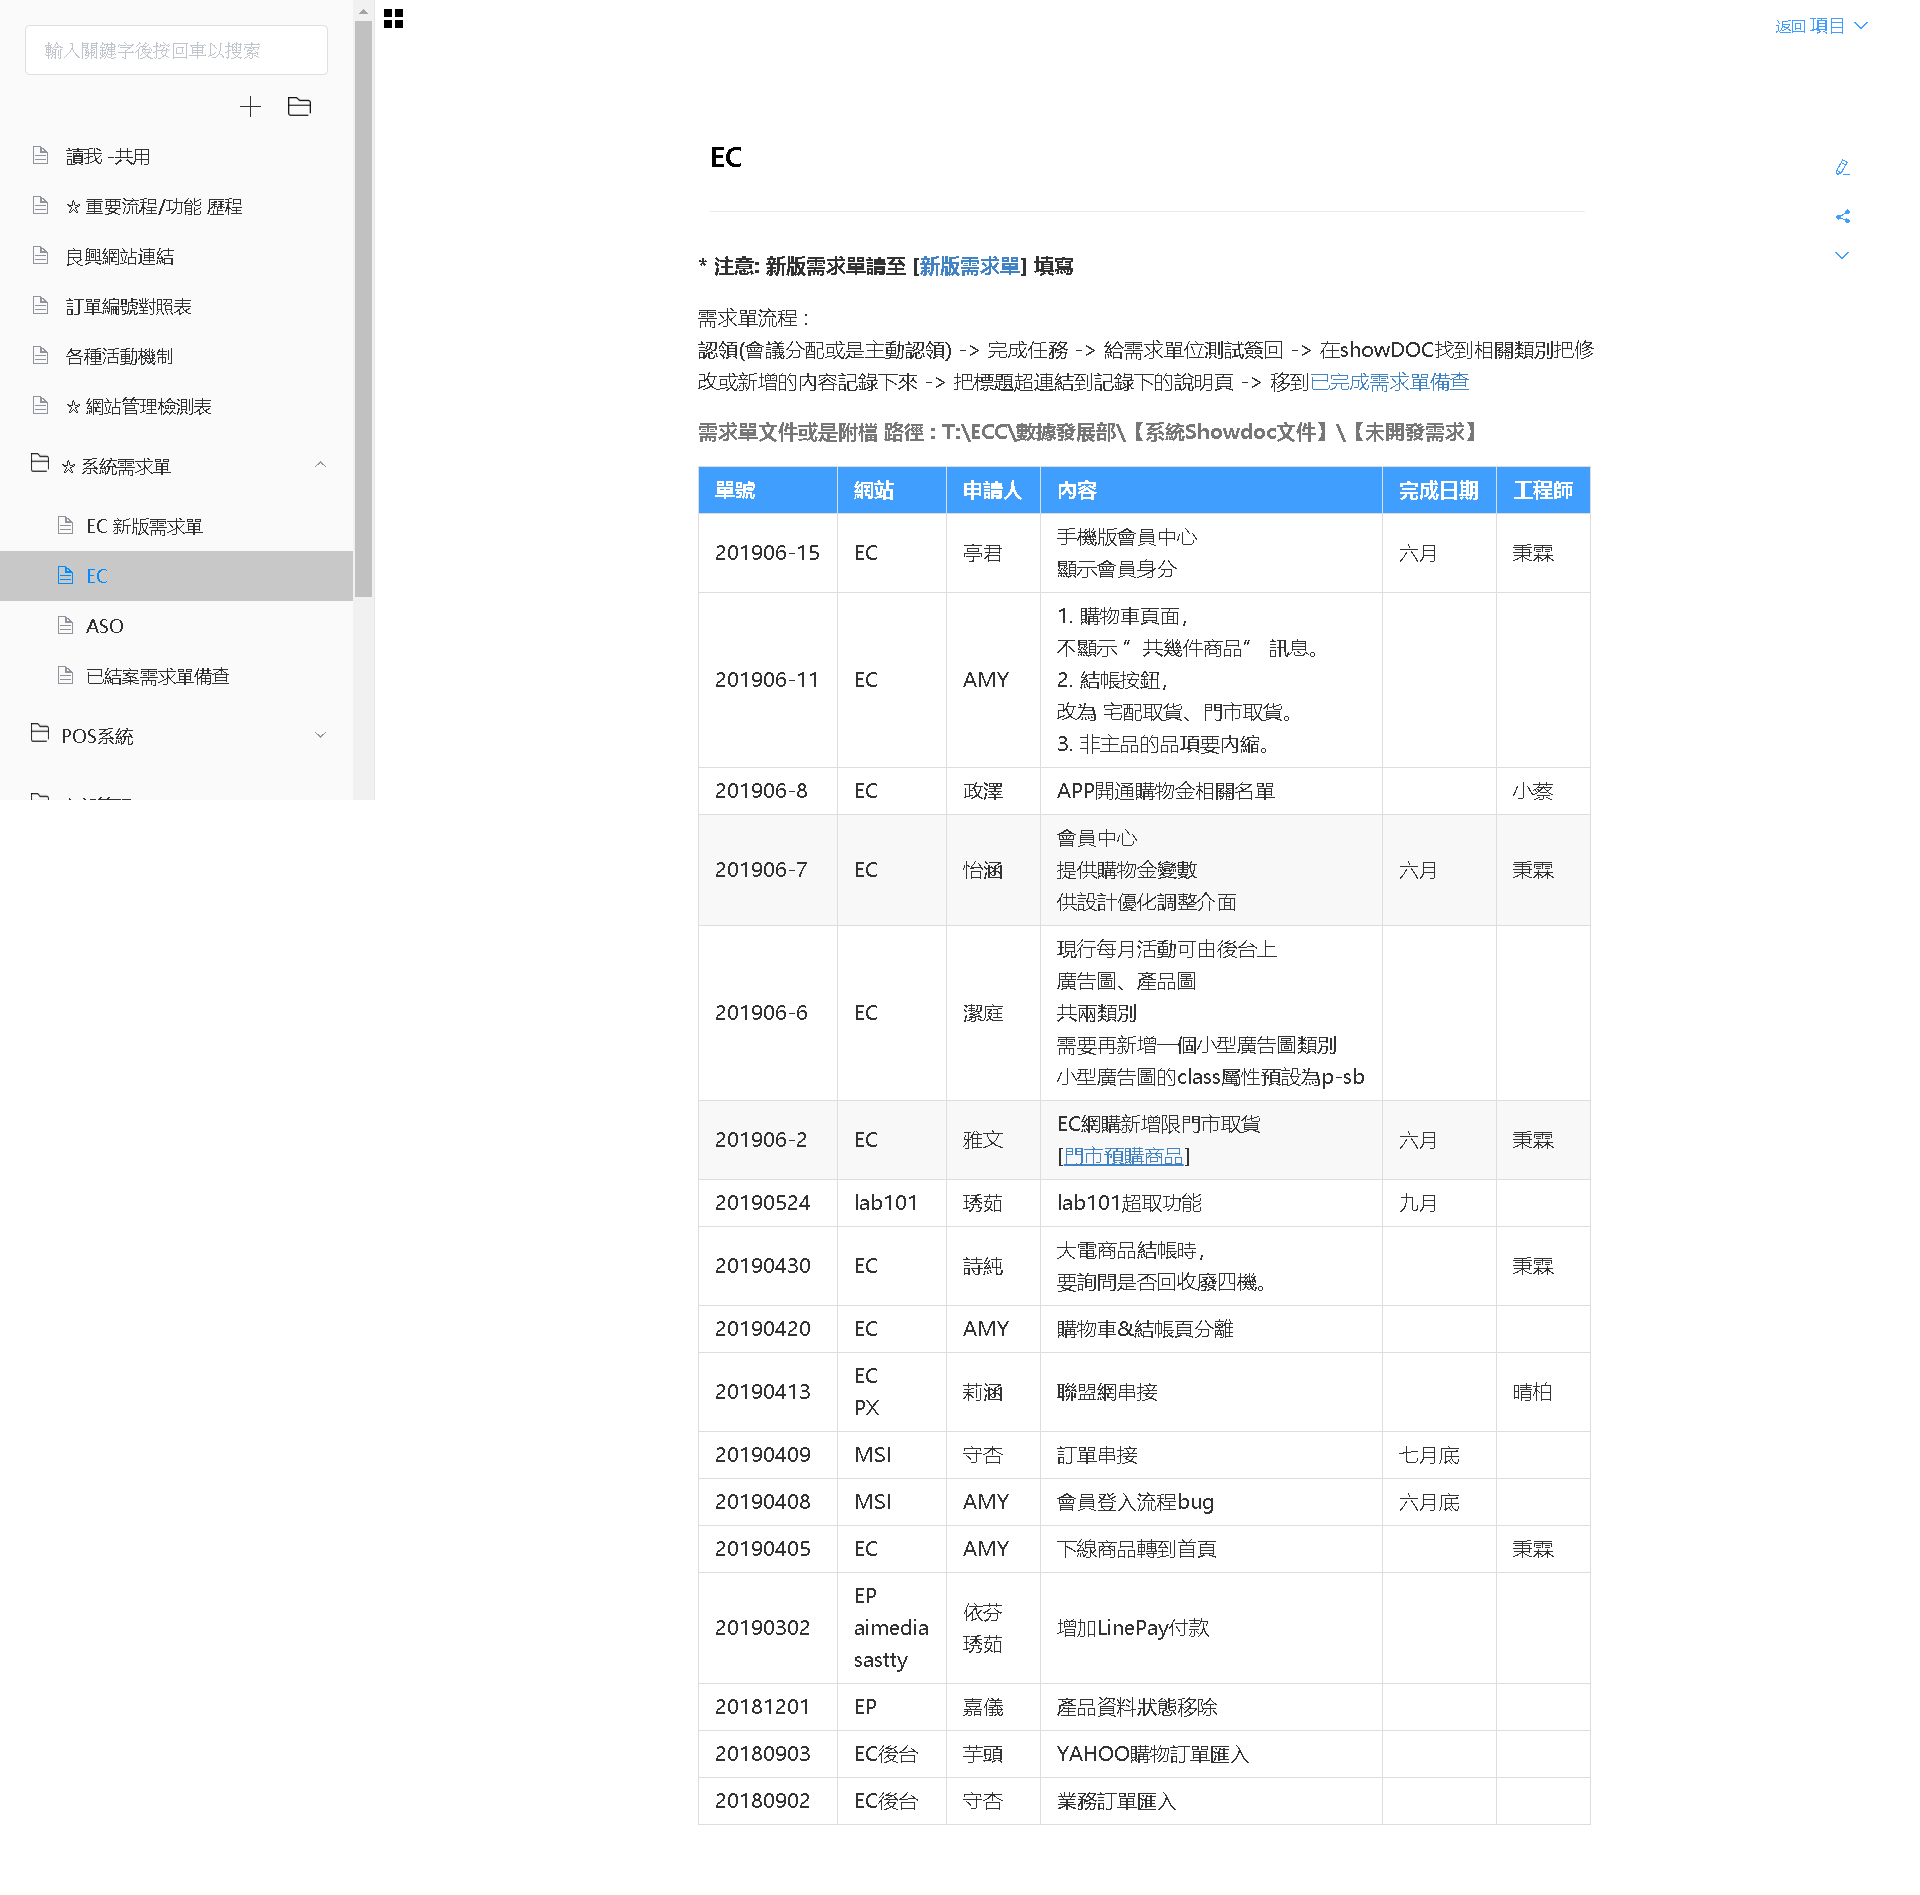 輸入關鍵字後按回車以搜索
讀我 -共用
☆ 重要流程/功能 歷程
良興網站連結
訂單編號對照表
各種活動機制
☆ 網站管理檢測表
☆ 系統需求單
EC 新版需求單
EC
ASO
已結案需求單備查
POS系統
返回項目
EC
* 注意: 新版需求單請至 [新版需求單] 填寫
需求單流程 :
認領(會議分配或是主動認領) -> 完成任務 -> 給需求單位測試簽回 -> 在showDOC找到相關類別把修
改或新增的內容記錄下來 -> 把標題超連結到記錄下的說明頁 -> 移到已完成需求單備查
需求單文件或是附檔 路徑 : T:\ECC\數據發展部\【系統Showdoc文件】\【未開發需求】
單號 網站 申請人 內容 完成日期 工程師
201906-15 EC 亭君 手機版會員中心 六月 秉霖
顯示會員身分
201906-11 EC AMY 1. 購物車頁面,
不顯示 ”共幾件商品” 訊息。
2. 結帳按鈕,
改為 宅配取貨、門市取貨。
3. 非主品的品項要內縮。
201906-8 EC 政澤 APP開通購物金相關名單 小蔡
201906-7 EC 怡涵 會員中心 六月 秉霖
提供購物金變數
供設計優化調整介面
201906-6 EC 潔庭 現行每月活動可由後台上
廣告圖、產品圖
共兩類別
需要再新增一個小型廣告圖類別
小型廣告圖的class屬性預設為p-sb
201906-2 EC 雅文 EC網購新增限門市取貨 六月 秉霖
[門市預購商品]
20190524 lab101 琇茹 lab101超取功能 九月
20190430 EC 詩純 大電商品結帳時, 秉霖
要詢問是否回收廢四機。
20190420 EC AMY 購物車&結帳頁分離
20190413 EC 莉涵 聯盟網串接 晴柏
PX
20190409 MSI 守杏 訂單串接 七月底
20190408 MSI AMY 會員登入流程bug 六月底
20190405 EC AMY 下線商品轉到首頁 秉霖
20190302 EP 依芬 增加LinePay付款
aimedia 琇茹
sastty
20181201 EP 嘉儀 產品資料狀態移除
20180903 EC後台 芋頭 YAHOO購物訂單匯入
20180902 EC後台 守杏 業務訂單匯入